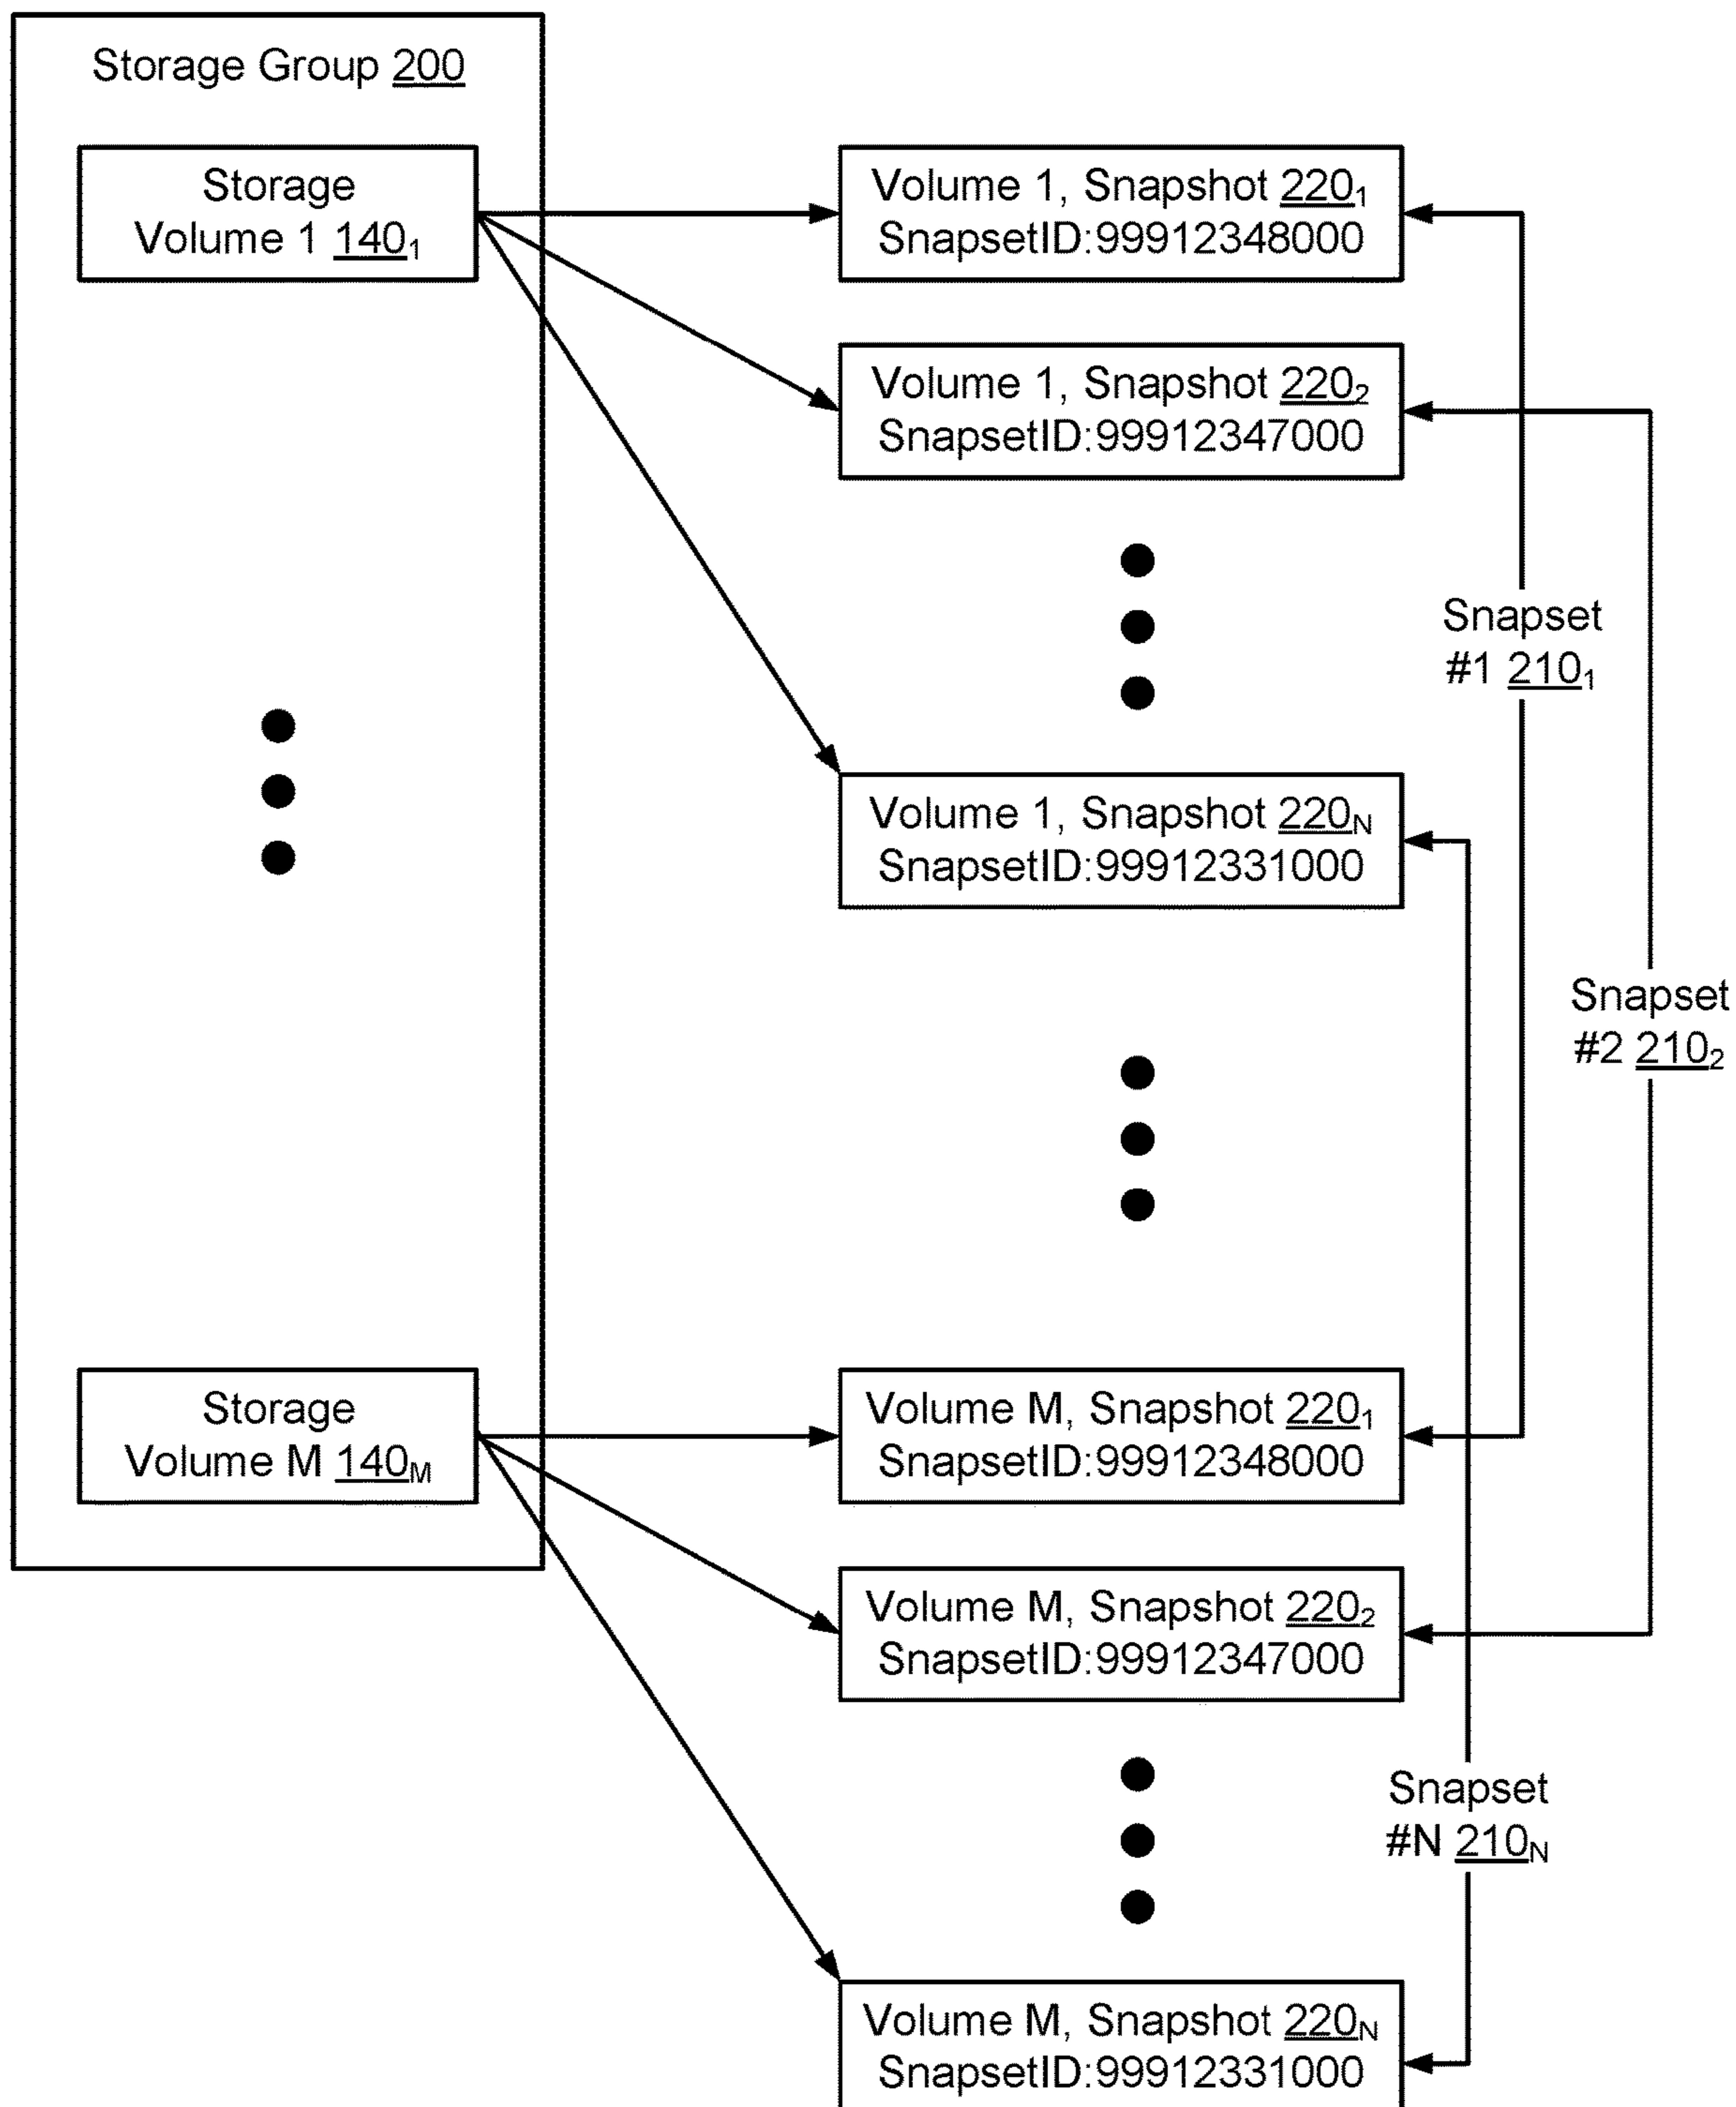 Storage Group 200
Storage
Volume 1 140₁
Volume 1, Snapshot 220₁
SnapsetID:99912348000
Volume 1, Snapshot 220₂
SnapsetID:99912347000
Snapset
#1 210₁
Volume 1, Snapshot 220N
SnapsetID:99912331000
Snapset
#2 210₂
Storage
Volume M 140M
Volume M, Snapshot 220₁
SnapsetID:99912348000
Volume M, Snapshot 220₂
SnapsetID:99912347000
Snapset
#N 210N
Volume M, Snapshot 220N
SnapsetID:99912331000